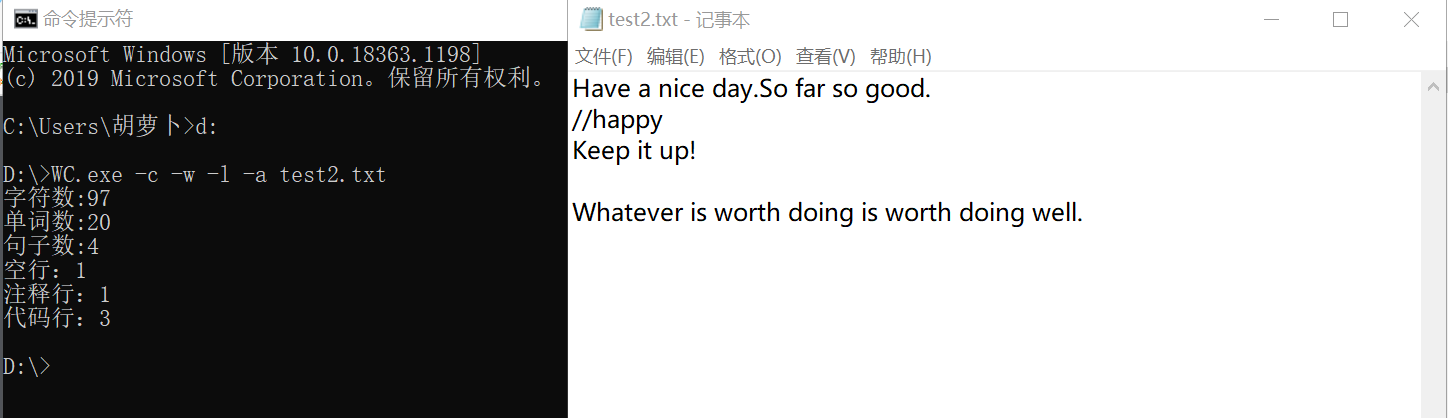 命令提示符
Microsoft Windows [版本 10.0.18363.1198]
(c) 2019 Microsoft Corporation。保留所有权利。
C:\Users\胡萝卜>d:
D:\>WC.exe -c -w -l -a test2.txt
字符数:97
单词数:20
句子数:4
空行: 1
注释行: 1
代码行: 3
D:\>
test2.txt - 记事本
文件(F) 编辑(E) 格式(O) 查看(V) 帮助(H)
Have a nice day.So far so good.
//happy
Keep it up!
Whatever is worth doing is worth doing well.